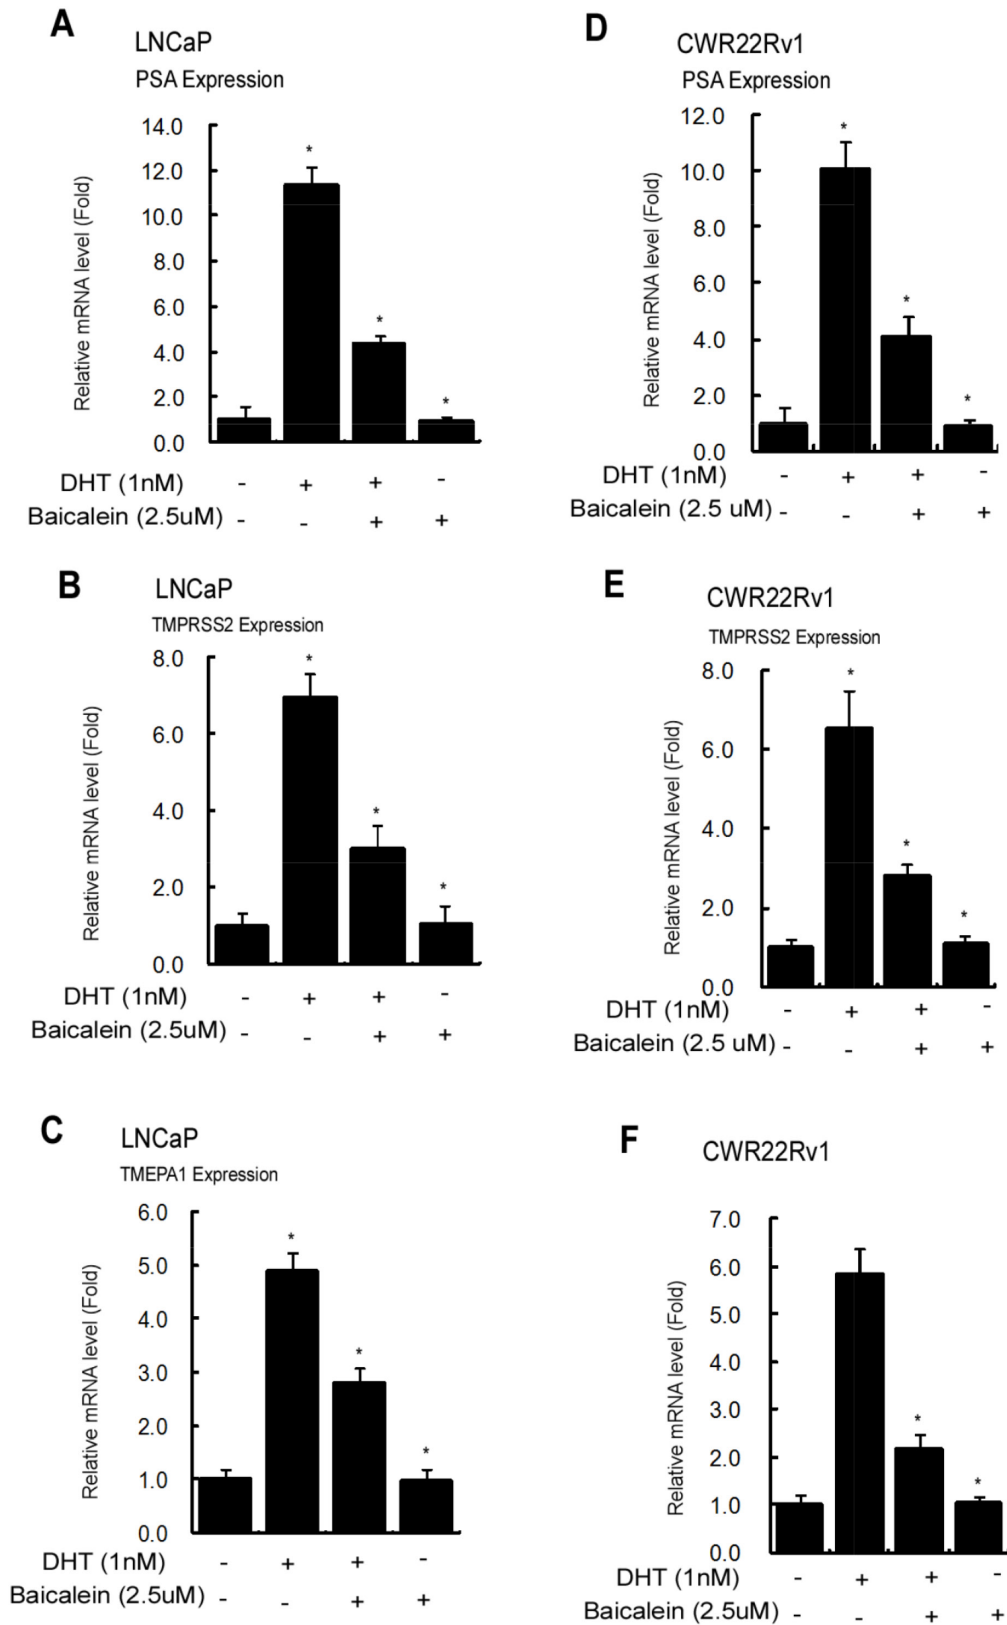 A
LNCaP
PSA Expression
Relative mRNA level (Fold)
14.0
12.0
10.0
8.0
6.0
4.0
2.0
0.0
* * *
DHT (1nM) - + + -
Baicalein (2.5uM) - - + +
D
CWR22Rv1
PSA Expression
Relative mRNA level (Fold)
12.0
10.0
8.0
6.0
4.0
2.0
0.0
* * *
DHT (1nM) - + + -
Baicalein (2.5 uM) - - + +
B
LNCaP
TMPRSS2 Expression
Relative mRNA level (Fold)
8.0
6.0
4.0
2.0
0.0
* * *
DHT (1nM) - + + -
Baicalein (2.5uM) - - + +
E
CWR22Rv1
TMPRSS2 Expression
Relative mRNA level (Fold)
8.0
6.0
4.0
2.0
0.0
* * *
DHT (1nM) - + + -
Baicalein (2.5 uM) - - + +
C
LNCaP
TMEPA1 Expression
Relative mRNA level (Fold)
6.0
5.0
4.0
3.0
2.0
1.0
0.0
* * *
DHT (1nM) - + + -
Baicalein (2.5uM) - - + +
F
CWR22Rv1
Relative mRNA level (Fold)
7.0
6.0
5.0
4.0
3.0
2.0
1.0
0.0
* *
DHT (1nM) - + + -
Baicalein (2.5uM) - - + +